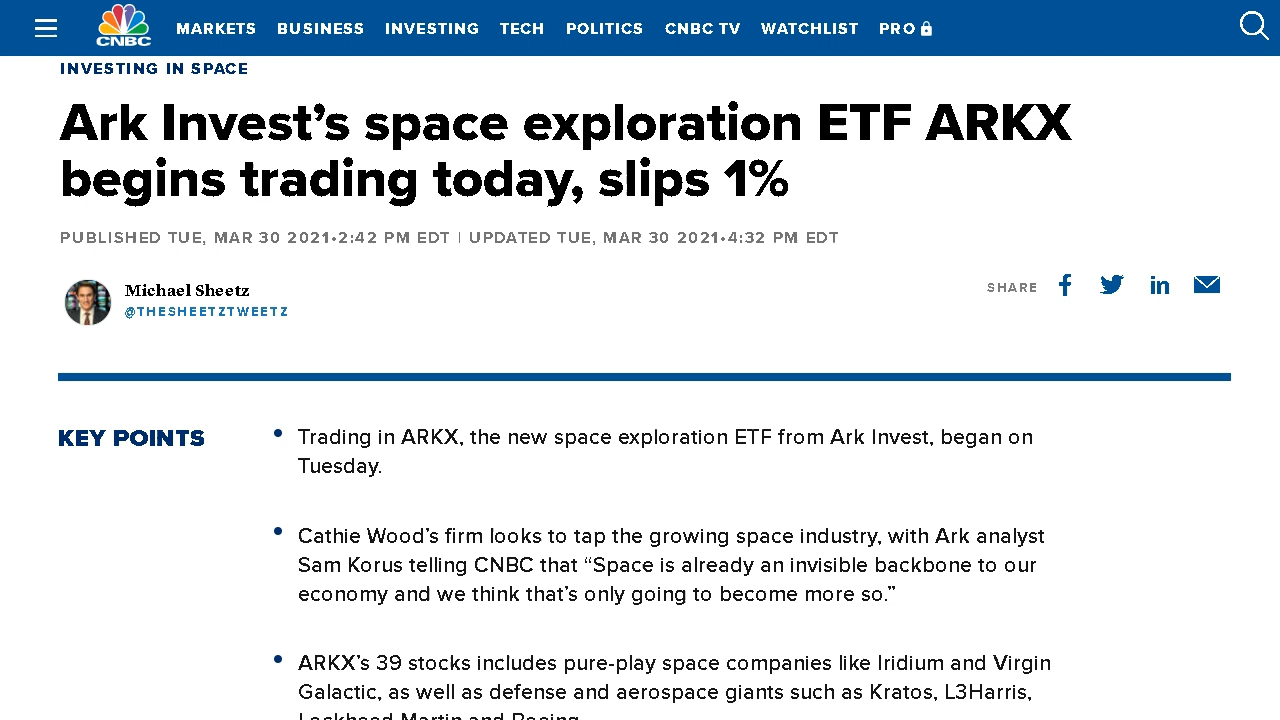 CNBC MARKETS BUSINESS INVESTING TECH POLITICS CNBC TV WATCHLIST PRO
INVESTING IN SPACE
Ark Invest’s space exploration ETF ARKX
begins trading today, slips 1%
PUBLISHED TUE, MAR 30 2021•2:42 PM EDT | UPDATED TUE, MAR 30 2021•4:32 PM EDT
Michael Sheetz
@THESHEETZTWEETZ
SHARE
KEY POINTS
• Trading in ARKX, the new space exploration ETF from Ark Invest, began on
Tuesday.
• Cathie Wood’s firm looks to tap the growing space industry, with Ark analyst
Sam Korus telling CNBC that “Space is already an invisible backbone to our
economy and we think that’s only going to become more so.”
• ARKX’s 39 stocks includes pure-play space companies like Iridium and Virgin
Galactic, as well as defense and aerospace giants such as Kratos, L3Harris,
Lockheed Martin and Boeing.